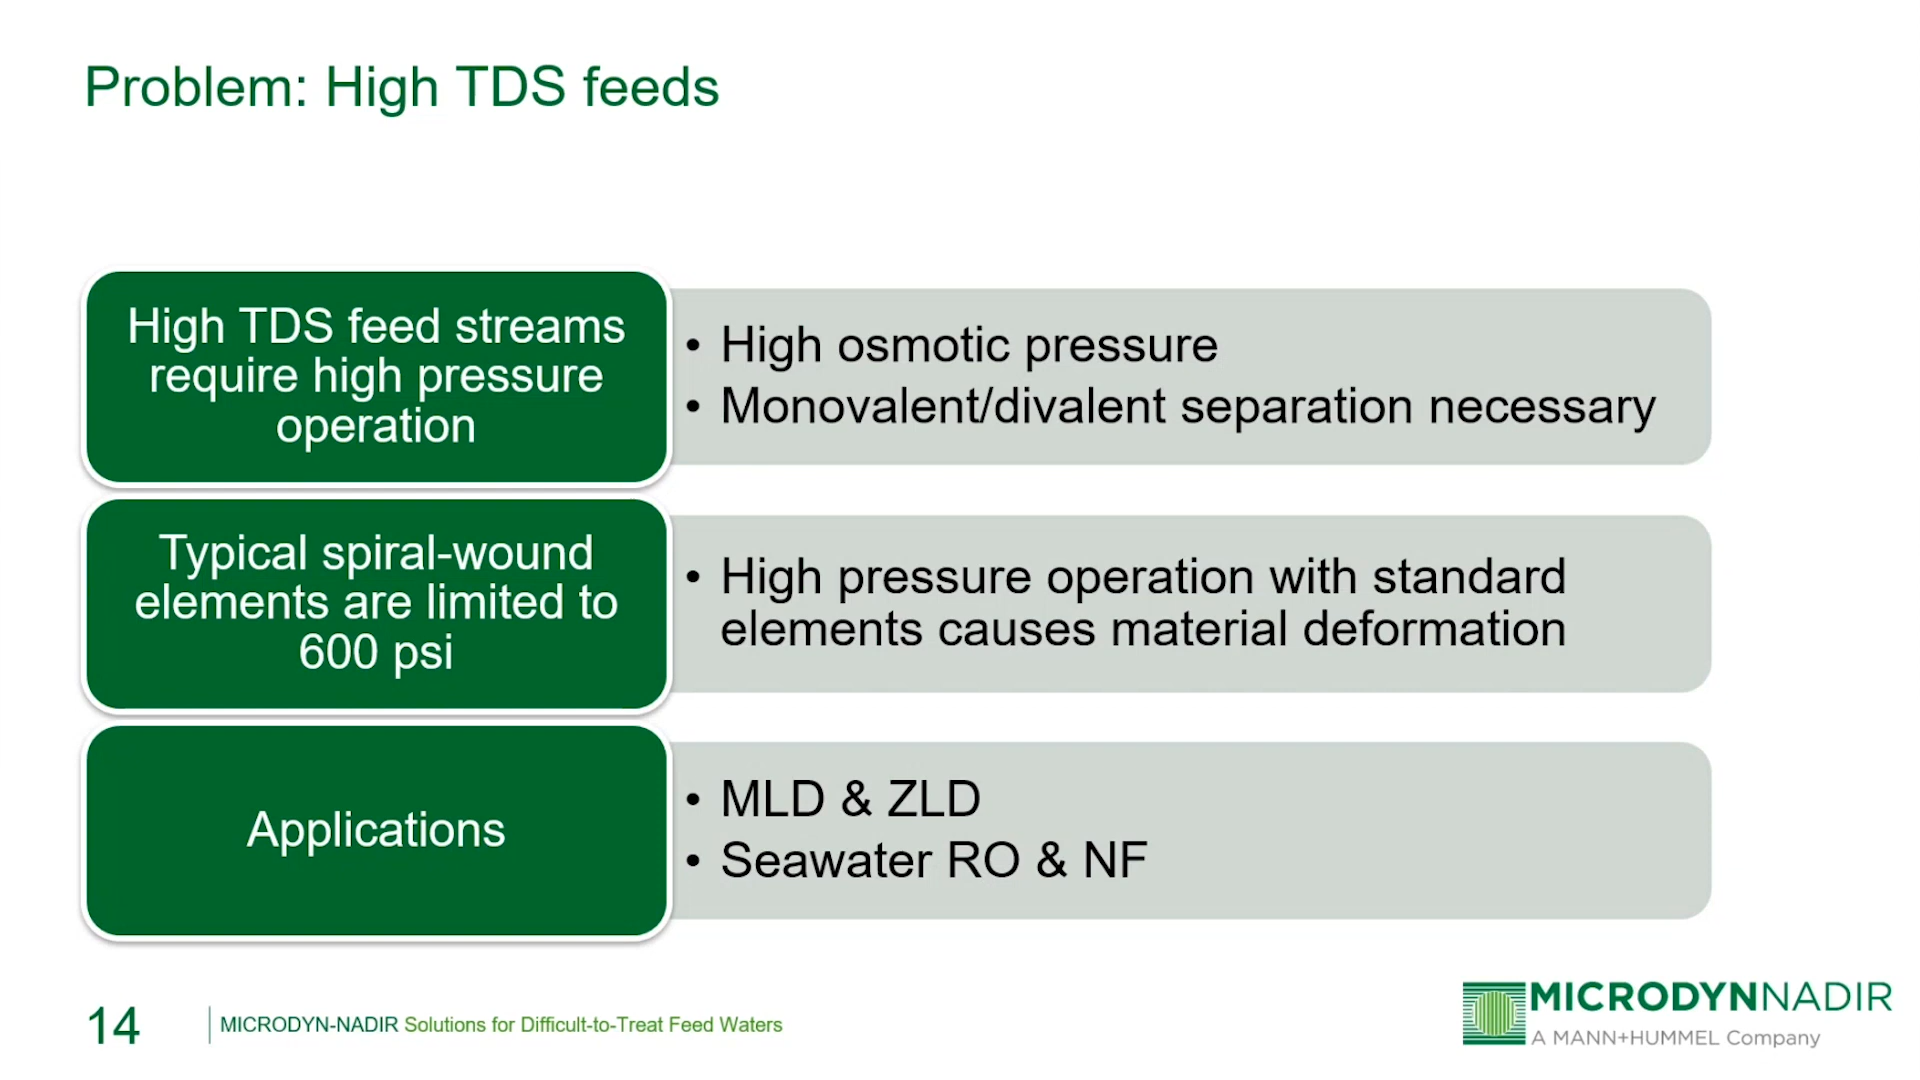 Problem: High TDS feeds
High TDS feed streams
require high pressure
operation
• High osmotic pressure
• Monovalent/divalent separation necessary
Typical spiral-wound
elements are limited to
600 psi
• High pressure operation with standard
elements causes material deformation
Applications
• MLD & ZLD
• Seawater RO & NF
14
MICRODYN-NADIR Solutions for Difficult-to-Treat Feed Waters
MICRODYNNADIR
A MANN+HUMMEL Company